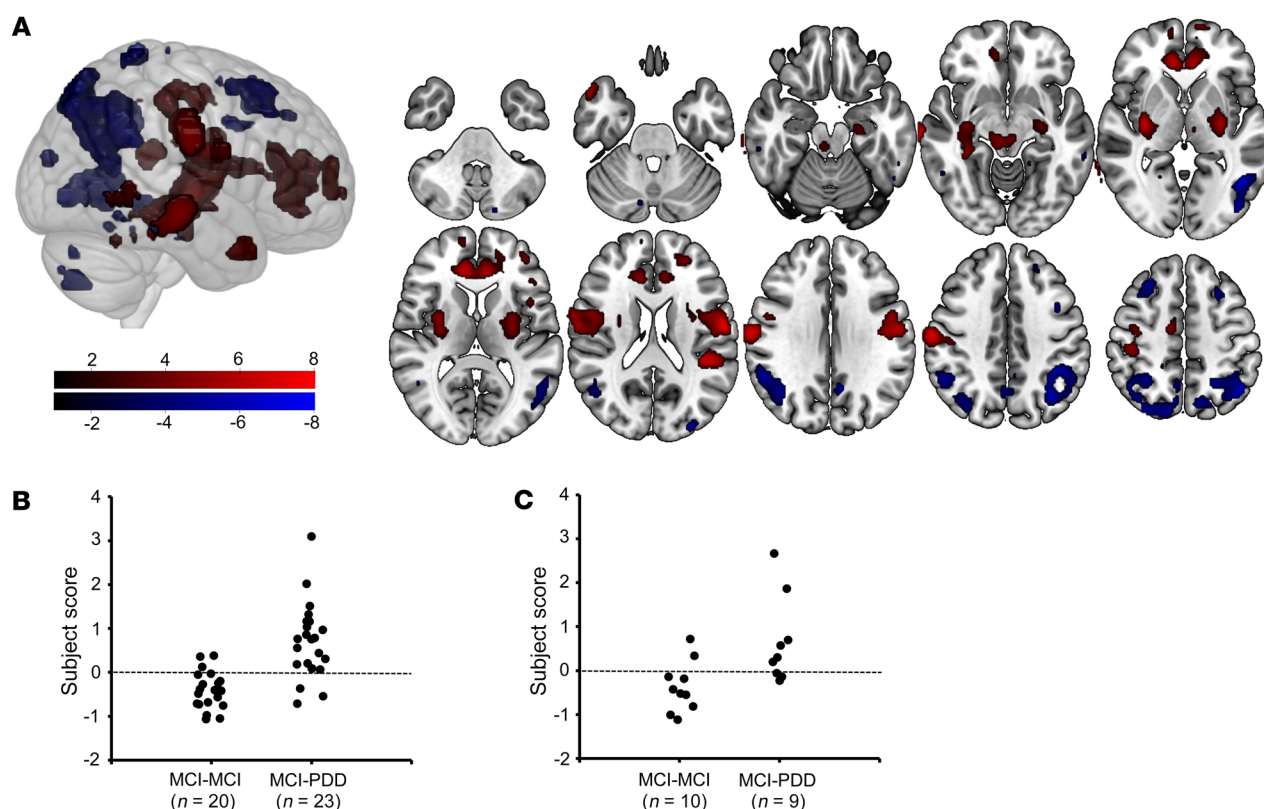 A
2 4 6 8
-2 -4 -6 -8
B
4
3
2
1
0
-1
-2
Subject score
MCI-MCI MCI-PDD
(n = 20) (n = 23)
C
4
3
2
1
0
-1
-2
Subject score
MCI-MCI MCI-PDD
(n = 10) (n = 9)